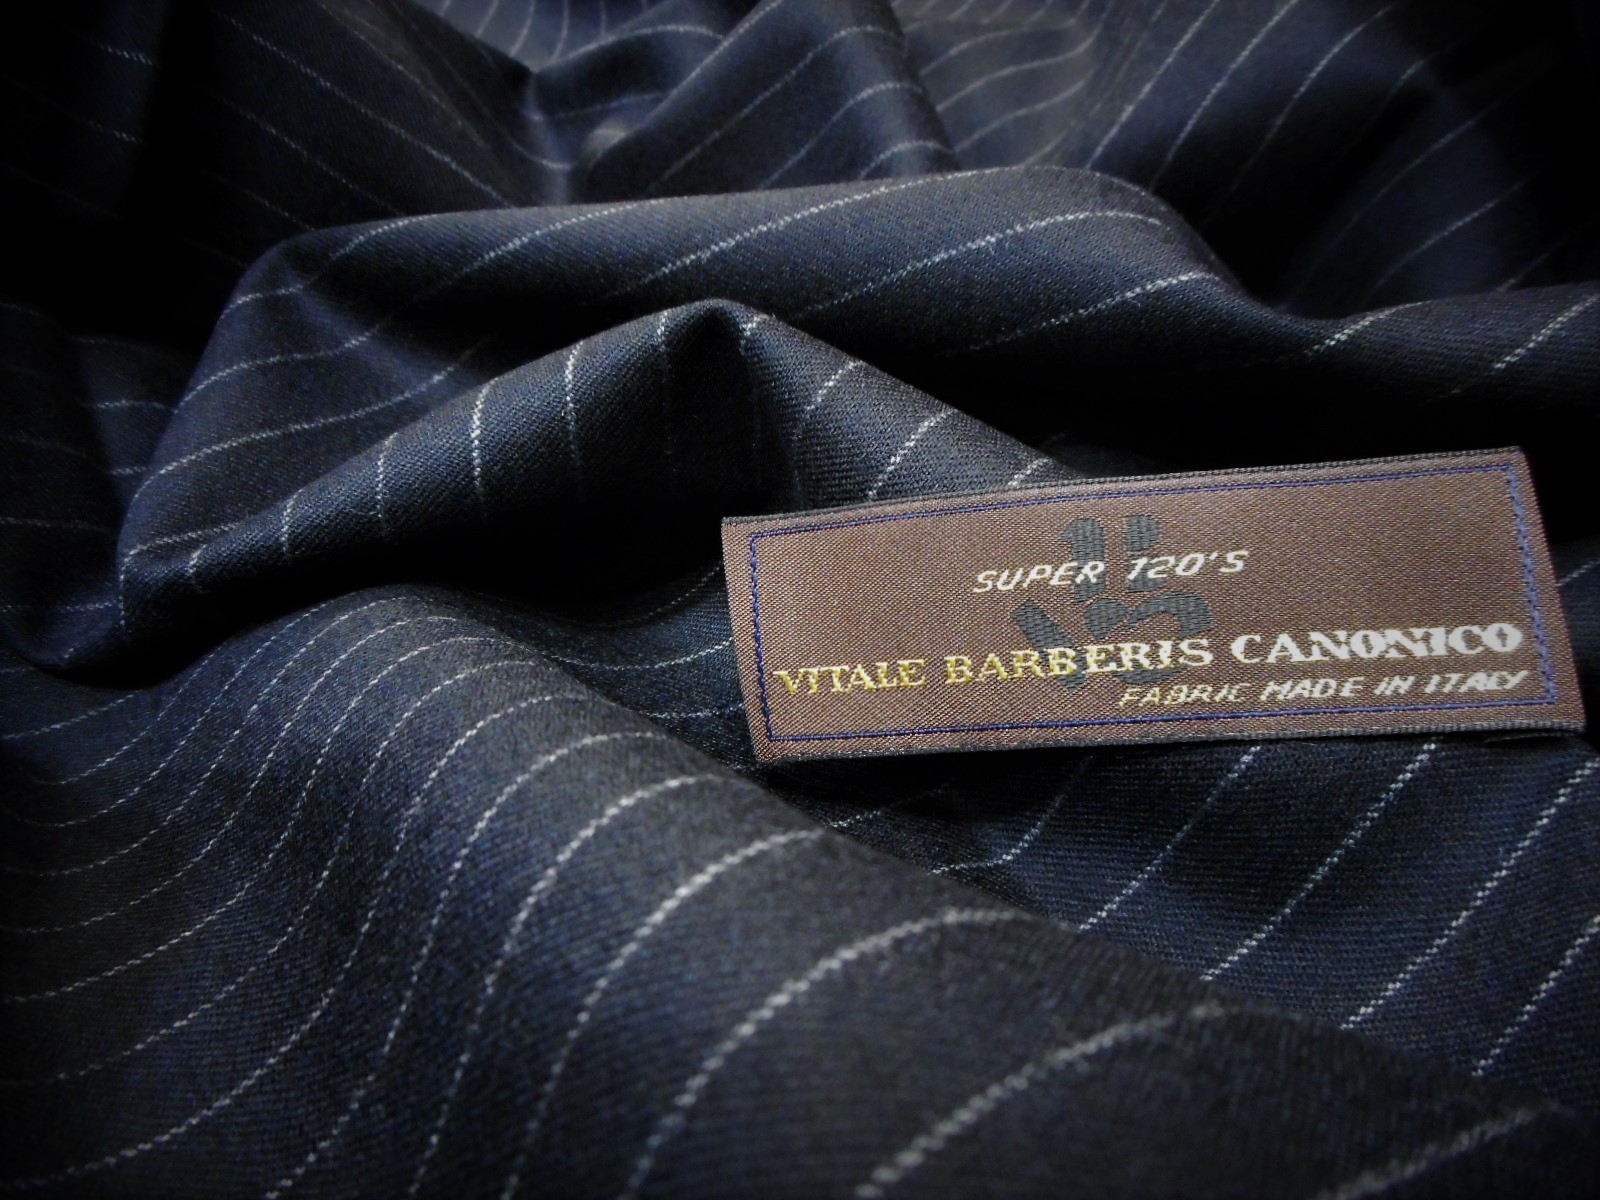 SUPER 120'S
VITALE BARBERIS CANONICO
FABRIC MADE IN ITALY